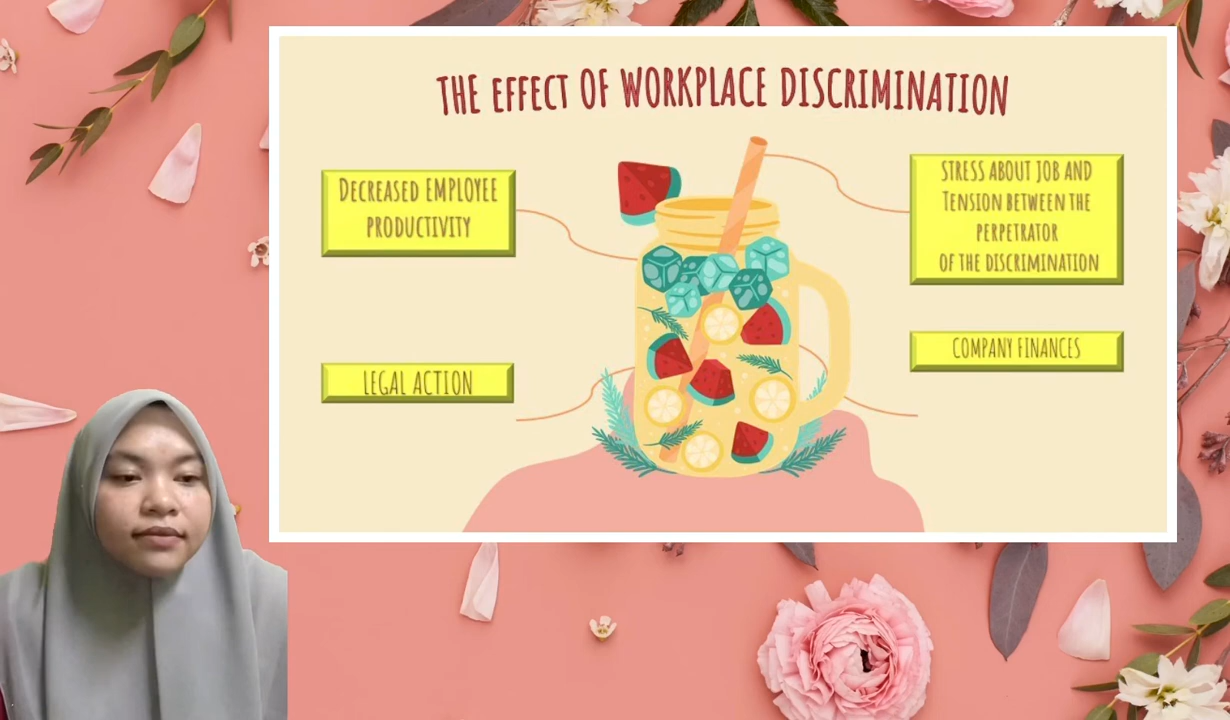 THE EFFECT OF WORKPLACE DISCRIMINATION
DECREASED EMPLOYEE
PRODUCTIVITY
STRESS ABOUT JOB AND
TENSION BETWEEN THE
PERPETRATOR
OF THE DISCRIMINATION
LEGAL ACTION
COMPANY FINANCES